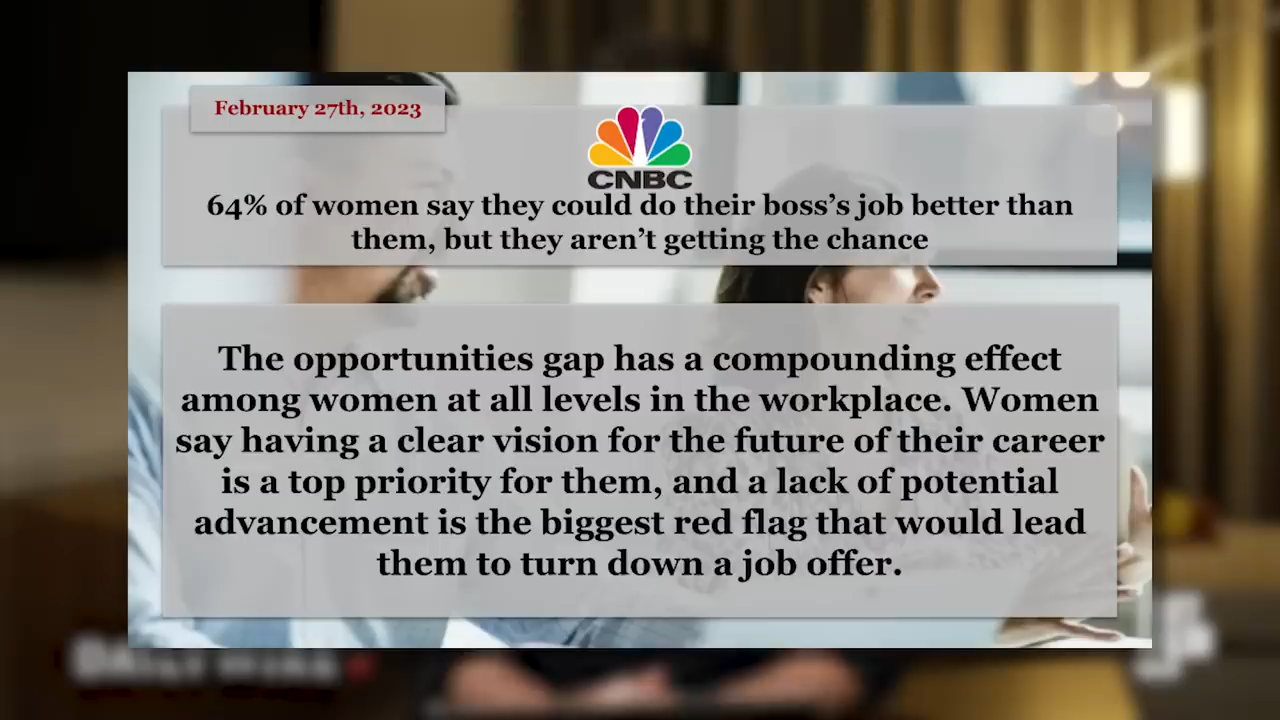 February 27th, 2023
CNBC
64% of women say they could do their boss's job better than
them, but they aren't getting the chance
The opportunities gap has a compounding effect
among women at all levels in the workplace. Women
say having a clear vision for the future of their career
is a top priority for them, and a lack of potential
advancement is the biggest red flag that would lead
them to turn down a job offer.